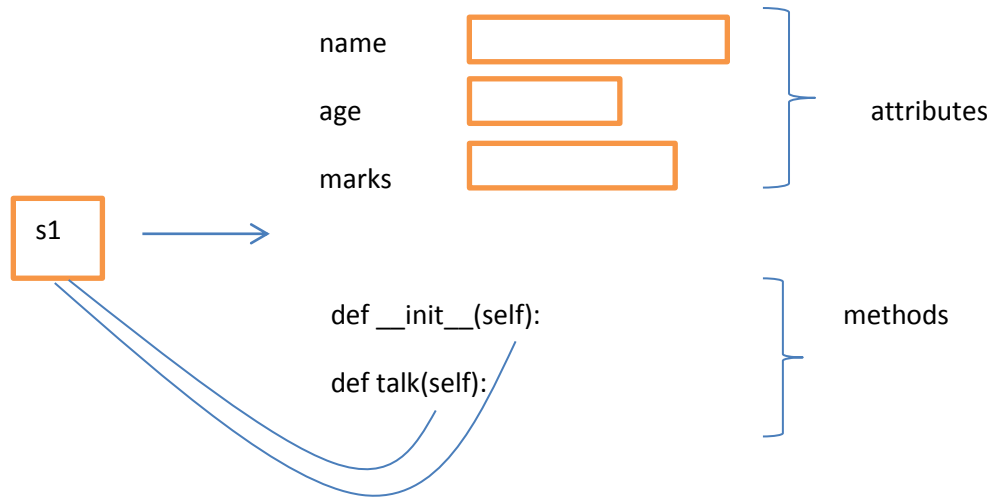 name
age
attributes
marks
s1
def __init__(self):
methods
def talk(self):